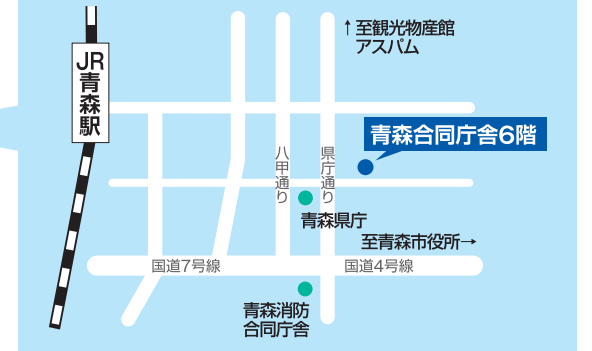 ↑至観光物産館
アスパム
JR青森駅
青森合同庁舎6階
八甲通り
県庁通り
青森県庁
至青森市役所→
国道7号線
国道4号線
青森消防
合同庁舎